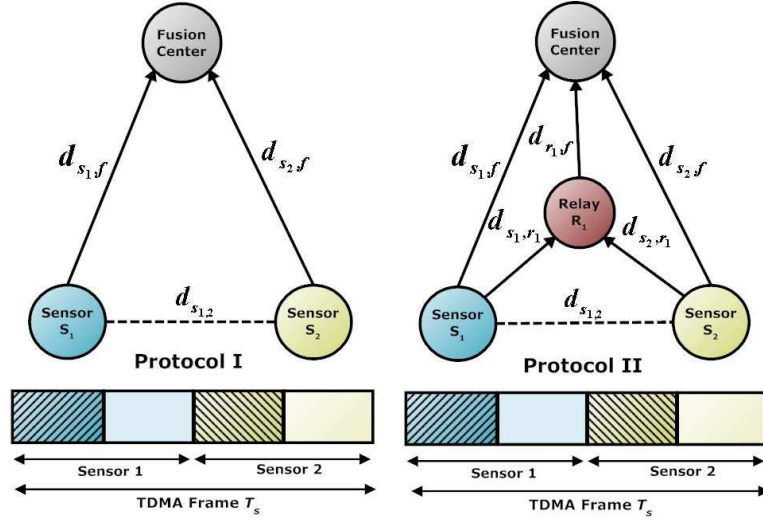 Fusion
Center
d_{s_1,f}
d_{s_2,f}
Sensor
S_1
d_{s_{1,2}}
Sensor
S_2
Protocol I
Sensor 1
Sensor 2
TDMA Frame T_s
Fusion
Center
d_{s_1,f}
d_{r_1,f}
d_{s_2,f}
Relay
R_1
d_{s_1,r_1}
d_{s_2,r_1}
Sensor
S_1
d_{s_{1,2}}
Sensor
S_2
Protocol II
Sensor 1
Sensor 2
TDMA Frame T_s